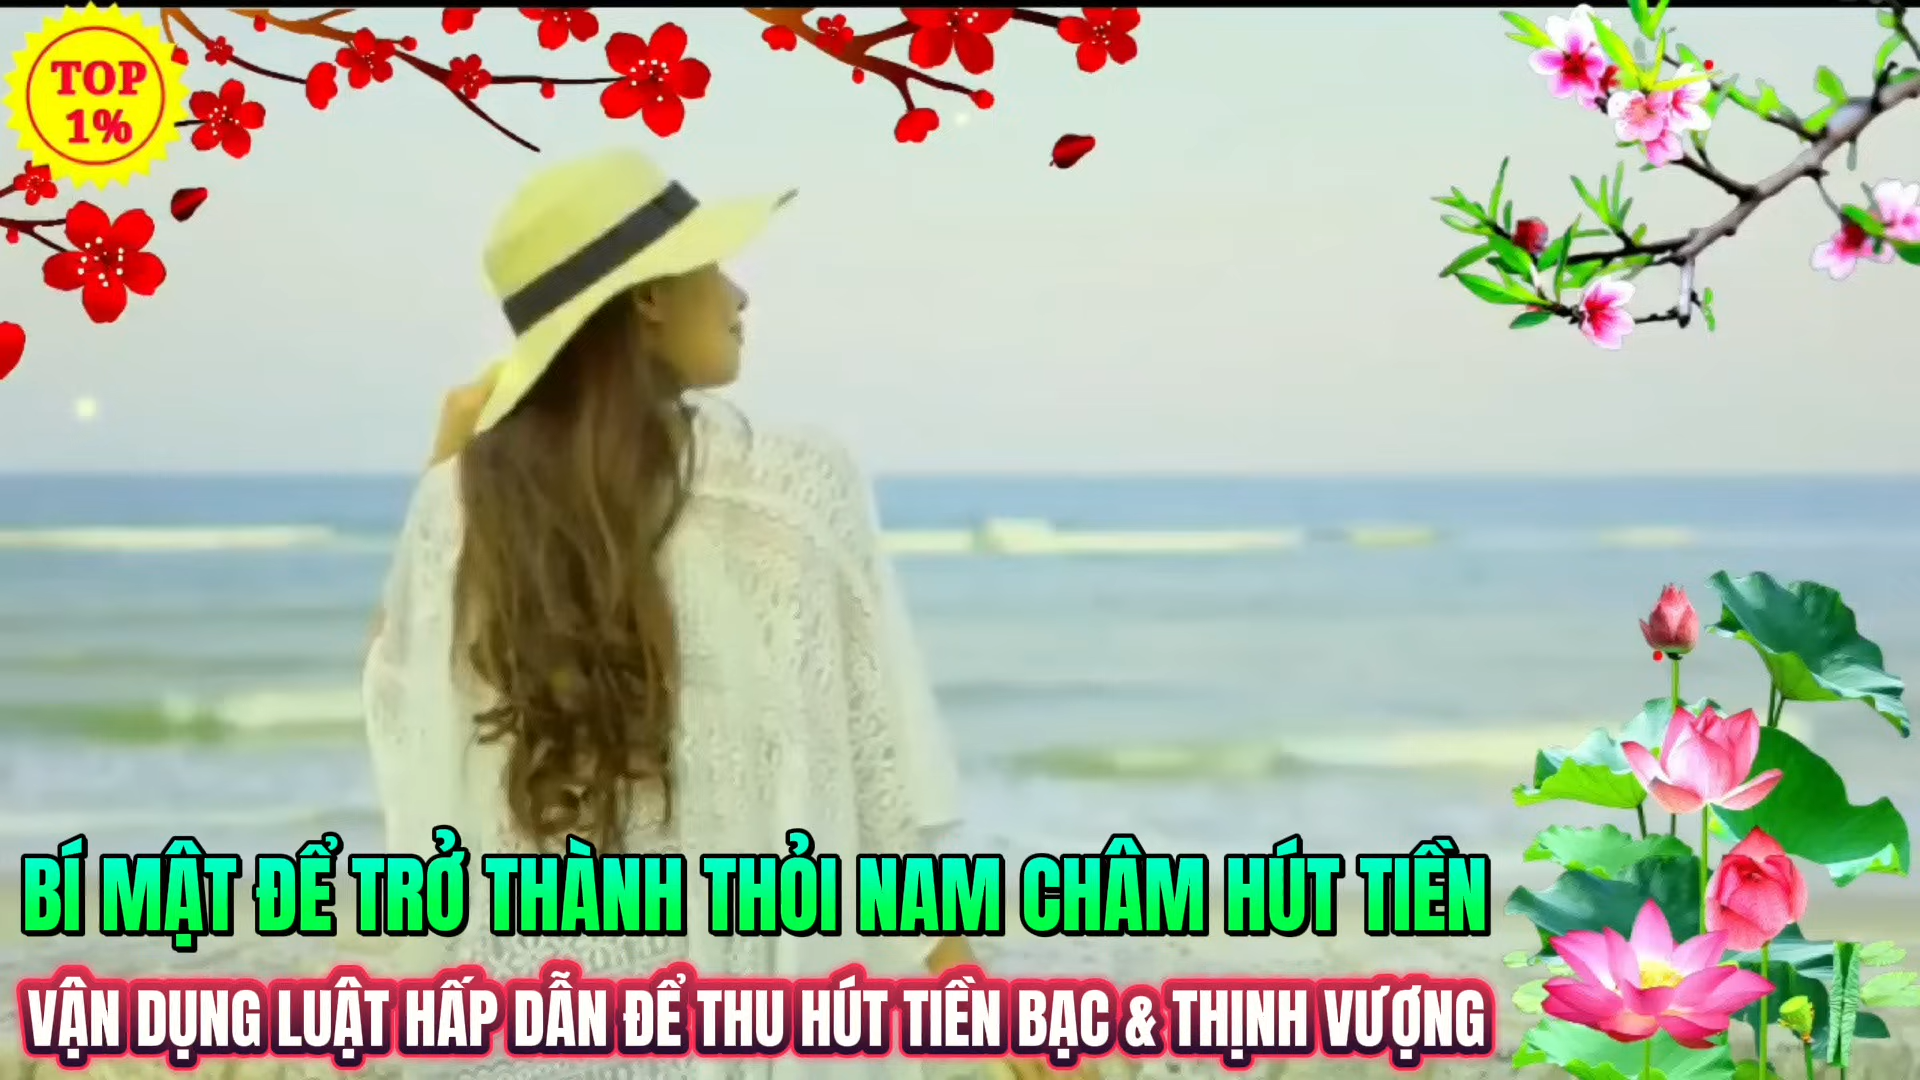 TOP
1%
BÍ MẬT ĐỂ TRỞ THÀNH THỎI NAM CHÂM HÚT TIỀN
VẬN DỤNG LUẬT HẤP DẪN ĐỂ THU HÚT TIỀN BẠC & THỊNH VƯỢNG